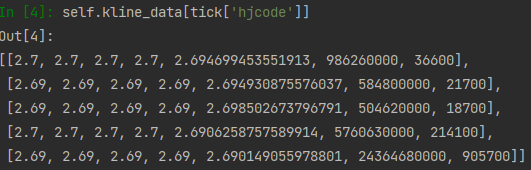 In [4]: self.kline_data[tick['hjcode']]
Out[4]:
[[2.7, 2.7, 2.7, 2.7, 2.694699453551913, 986260000, 36600],
[2.69, 2.69, 2.69, 2.69, 2.694930875576037, 584800000, 21700],
[2.69, 2.69, 2.69, 2.69, 2.698502673796791, 504620000, 18700],
[2.7, 2.7, 2.7, 2.7, 2.6906258757589914, 5760630000, 214100],
[2.69, 2.69, 2.69, 2.69, 2.690149055978801, 24364680000, 905700]]